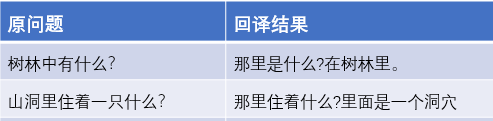 原问题 回译结果
树林中有什么? 那里是什么?在树林里。
山洞里住着一只什么? 那里住着什么?里面是一个洞穴